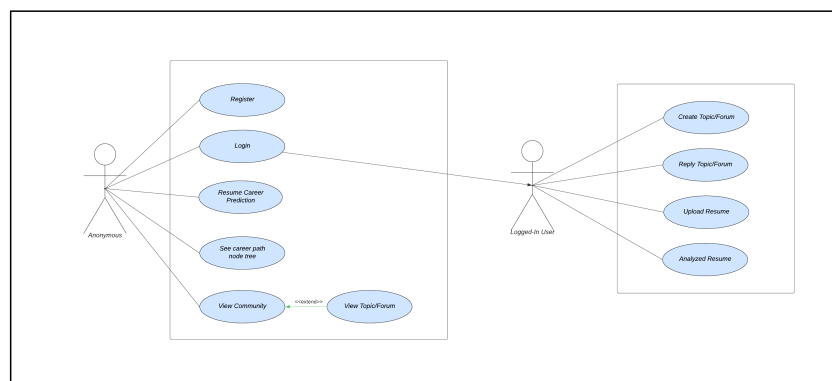 Register
Login
Resume Career
Prediction
See career path
node tree
View Community
<<extend>>
View Topic/Forum
Anonymous
Logged-In User
Create Topic/Forum
Reply Topic/Forum
Upload Resume
Analyzed Resume